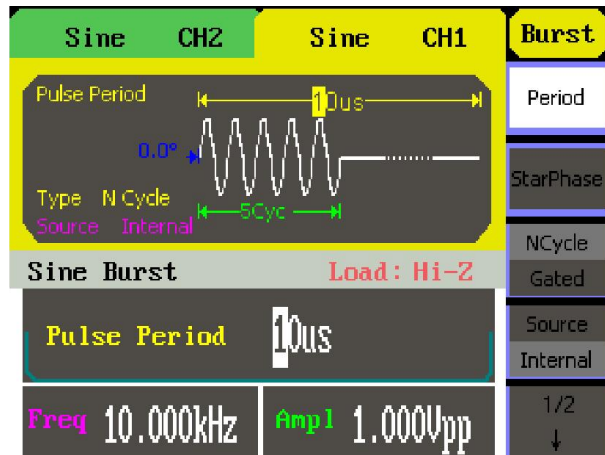 Sine CH2 Sine CH1 Burst
Pulse Period
10us
Period
0.0°
StarPhase
Type N Cycle
5Cyc
Source Internal
NCycle
Gated
Sine Burst Load: Hi-Z
Pulse Period 10us
Source
Internal
Freq 10.000kHz Ampl 1.000Vpp
1/2